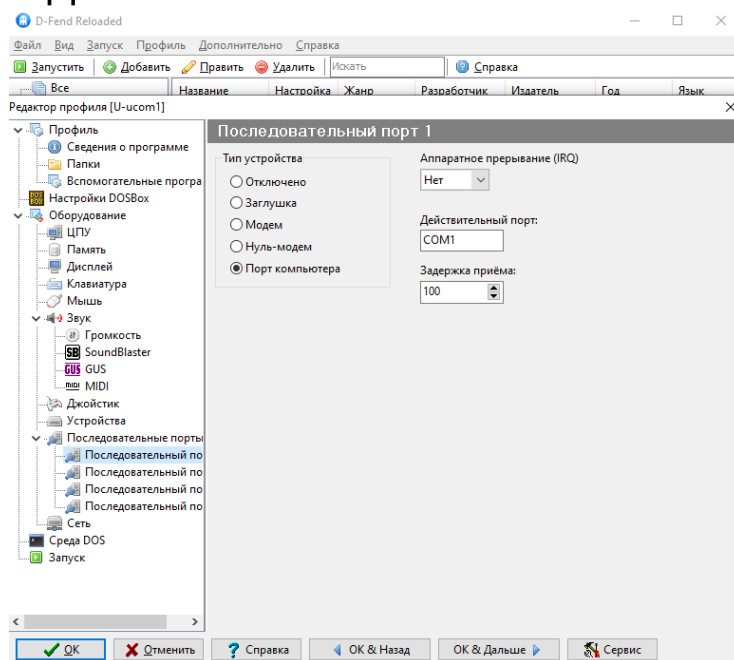 D-Fend Reloaded
Файл Вид Запуск Профиль Дополнительно Справка
Запустить Добавить Править Удалить Искать Справка
Все Название Настройка Жанр Разработчик Издатель Год Язык
Редактор профиля [U-ucom1]
Профиль
Сведения о программе
Папки
Вспомогательные програ
Настройки DOSBox
Оборудование
ЦПУ
Память
Дисплей
Клавиатура
Мышь
Звук
Громкость
SB SoundBlaster
GUS GUS
MIDI MIDI
Джойстик
Устройства
Последовательные порты
Последовательный по
Последовательный по
Последовательный по
Последовательный по
Сеть
Среда DOS
Запуск
Последовательный порт 1
Тип устройства
Отключено
Заглушка
Модем
Нуль-модем
Порт компьютера
Аппаратное прерывание (IRQ)
Нет
Действительный порт:
COM1
Задержка приёма:
100
OK Отменить Справка OK & Назад OK & Дальше Сервис